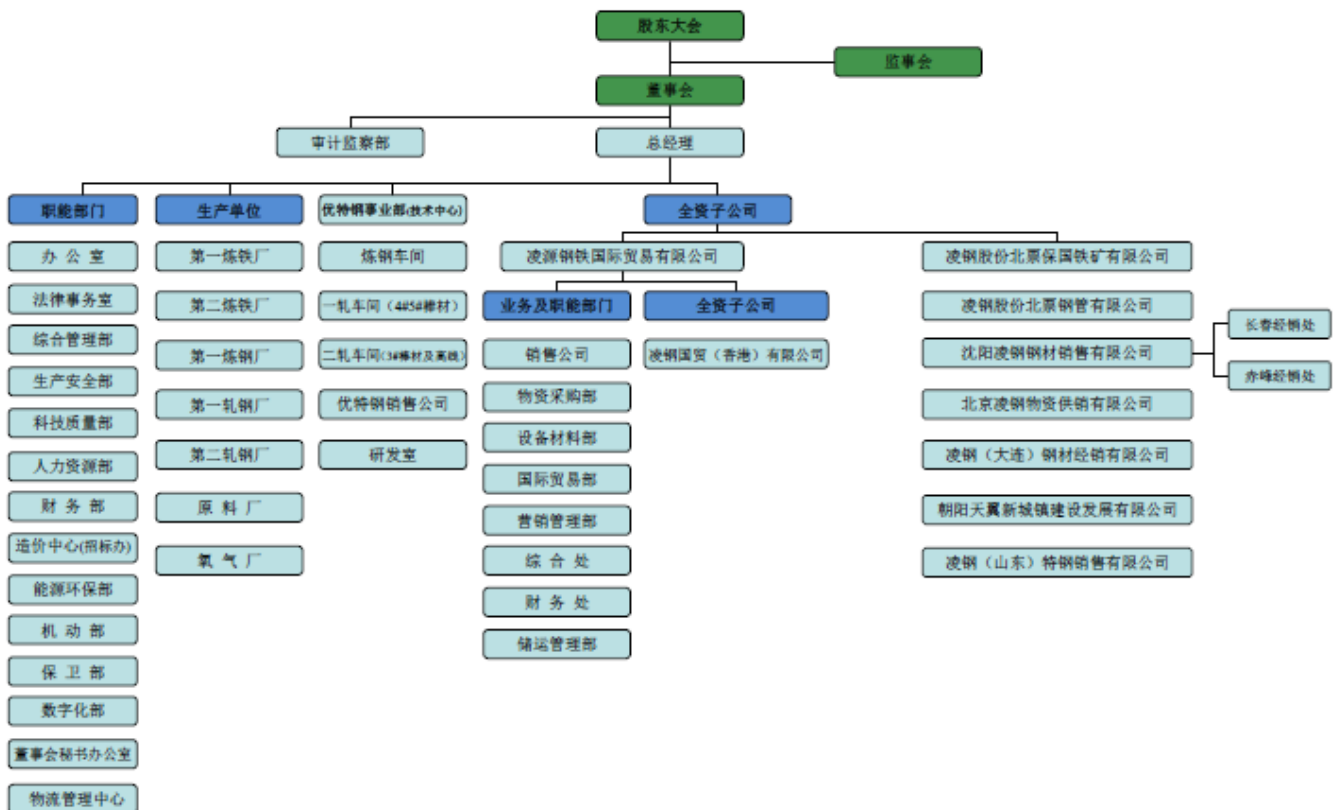 股东大会
监事会
董事会
审计监察部
总经理
职能部门
办 公 室
法律事务室
综合管理部
生产安全部
科技质量部
人力资源部
财 务 部
造价中心(招标办)
能源环保部
机 动 部
保 卫 部
数字化部
董事会秘书办公室
物流管理中心
生产单位
第一炼铁厂
第二炼铁厂
第一炼钢厂
第一轧钢厂
第二轧钢厂
原 料 厂
氧 气 厂
优特钢事业部(技术中心)
炼钢车间
一轧车间（4#5#棒材）
二轧车间(3#棒材及高线)
优特钢销售公司
研发室
全资子公司
凌源钢铁国际贸易有限公司
业务及职能部门
销售公司
物资采购部
设备材料部
国际贸易部
营销管理部
综 合 处
财 务 处
储运管理部
全资子公司
凌钢国贸（香港）有限公司
凌钢股份北票保国铁矿有限公司
凌钢股份北票钢管有限公司
沈阳凌钢钢材销售有限公司
长春经销处
赤峰经销处
北京凌钢物资供销有限公司
凌钢（大连）钢材经销有限公司
朝阳天翼新城镇建设发展有限公司
凌钢（山东）特钢销售有限公司